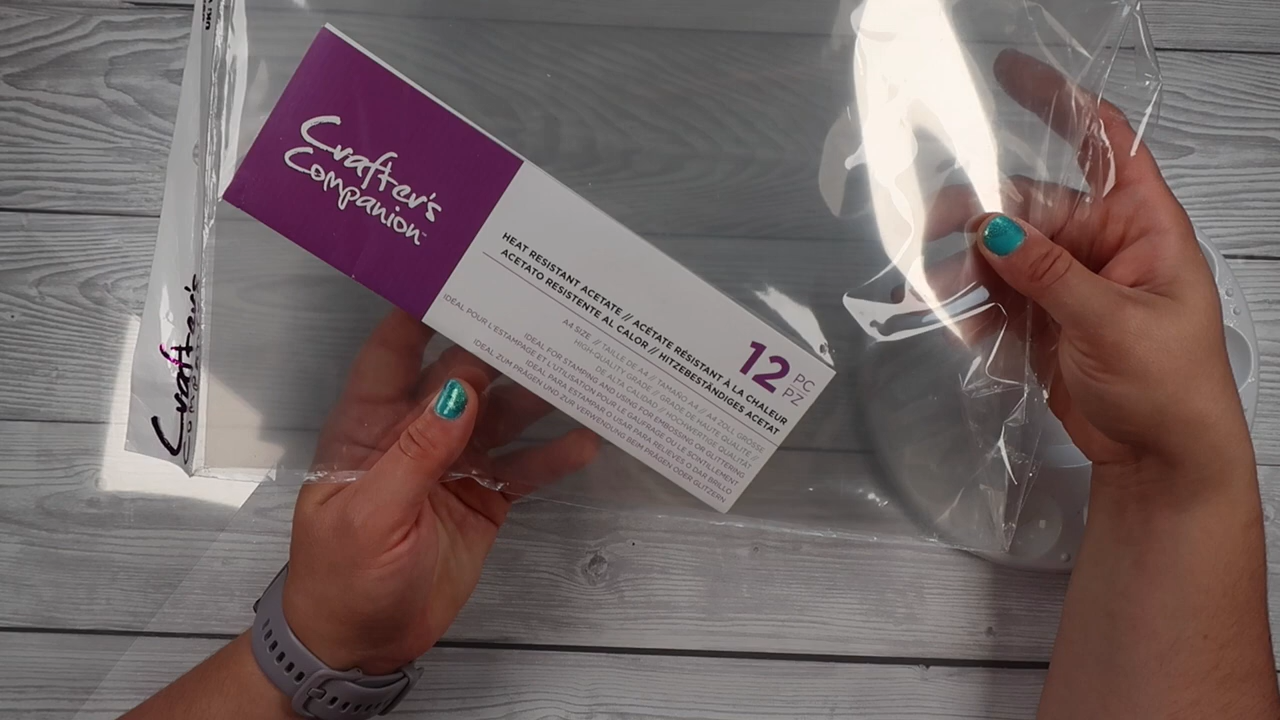 Crafter's
Companion™
HEAT RESISTANT ACETATE // ACÉTATE RÉSISTANT À LA CHALEUR
ACETATO RESISTENTE AL CALOR // HITZEBESTÄNDIGES ACETAT
A4 SIZE // TAILLE DE A4 // TAMAÑO A4 // A4 ZOLL GRÖSSE
HIGH-QUALITY GRADE // GRADE DE HAUTE QUALITÉ //
DE ALTA CALIDAD // HOCHWERTIGE QUALITÄT
IDEAL FOR STAMPING AND USING FOR EMBOSSING OR GLITTERING
IDÉAL POUR L'ESTAMPAGE ET L'UTILISATION POUR LE GAUFRAGE OU LE SCINTILLEMENT
IDEAL PARA ESTAMPAR O USAR PARA RELIEVES O DAR BRILLO
IDEAL ZUM PRÄGEN UND ZUR VERWENDUNG BEIM PRÄGEN ODER GLITZERN
12 PC
PZ
Crafter's